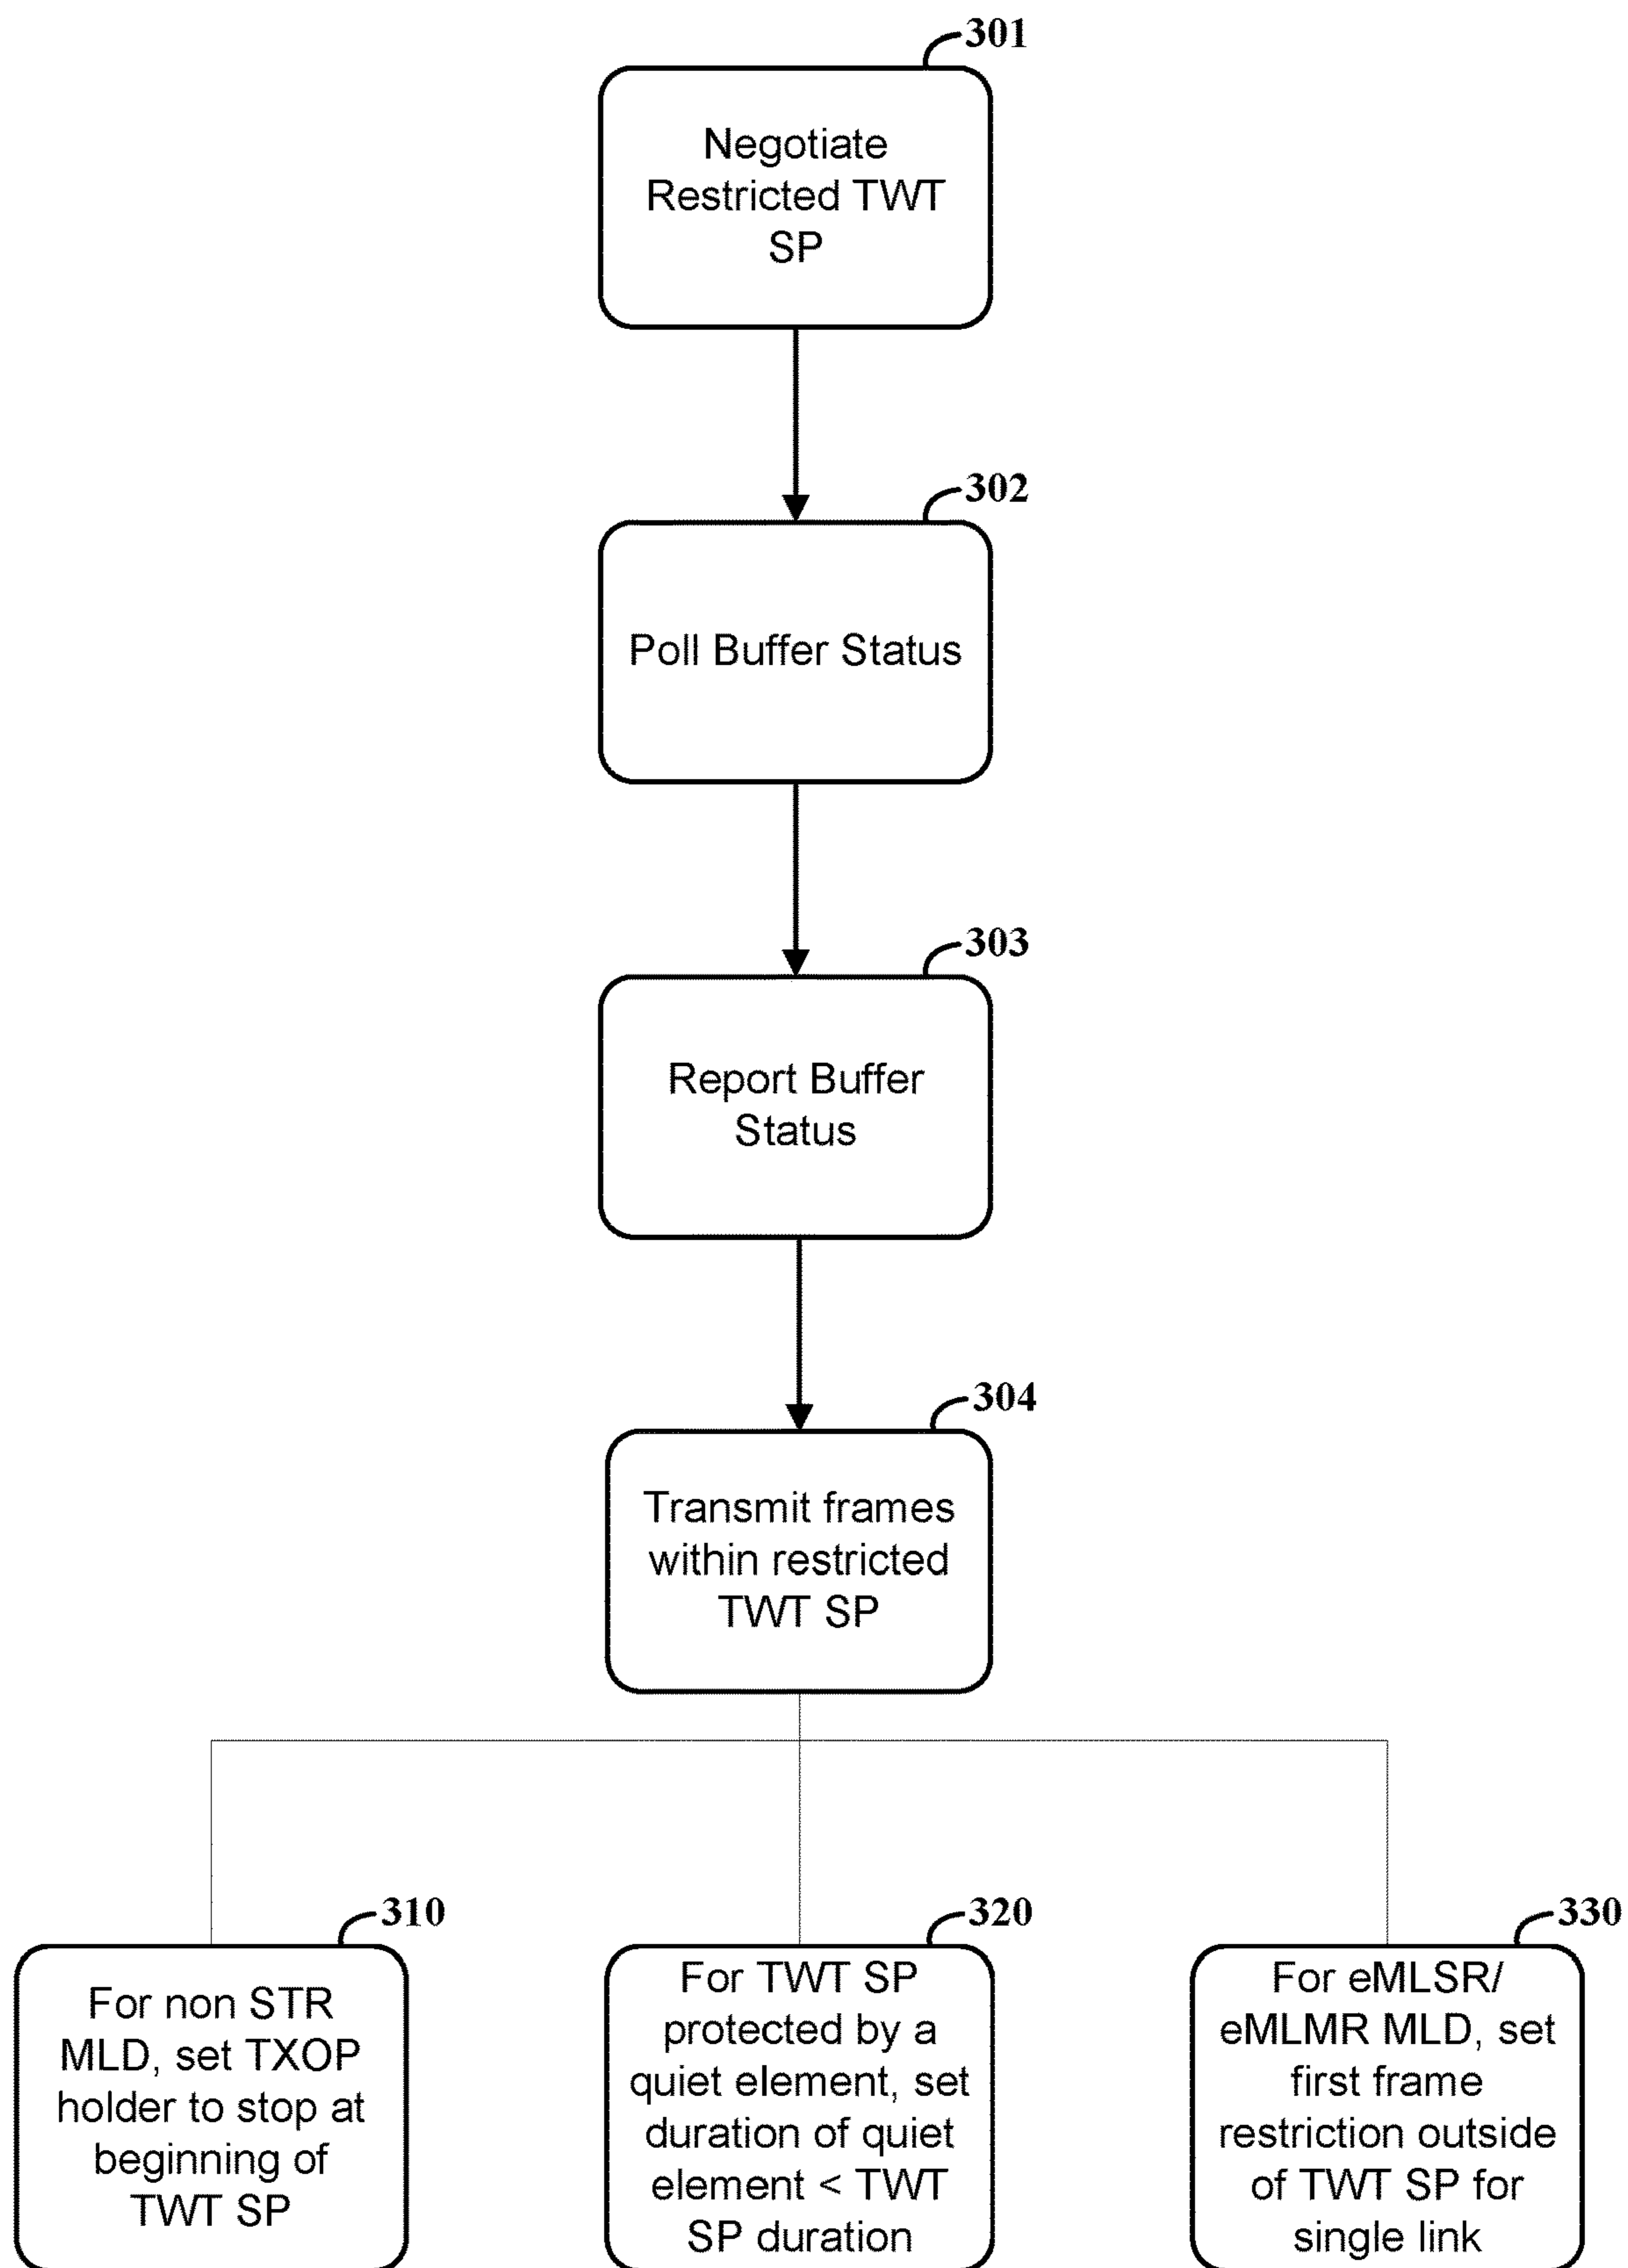 301
Negotiate
Restricted TWT
SP
302
Poll Buffer Status
303
Report Buffer
Status
304
Transmit frames
within restricted
TWT SP
310
For non STR
MLD, set TXOP
holder to stop at
beginning of
TWT SP
320
For TWT SP
protected by a
quiet element, set
duration of quiet
element < TWT
SP duration
330
For eMLSR/
eMLMR MLD, set
first frame
restriction outside
of TWT SP for
single link